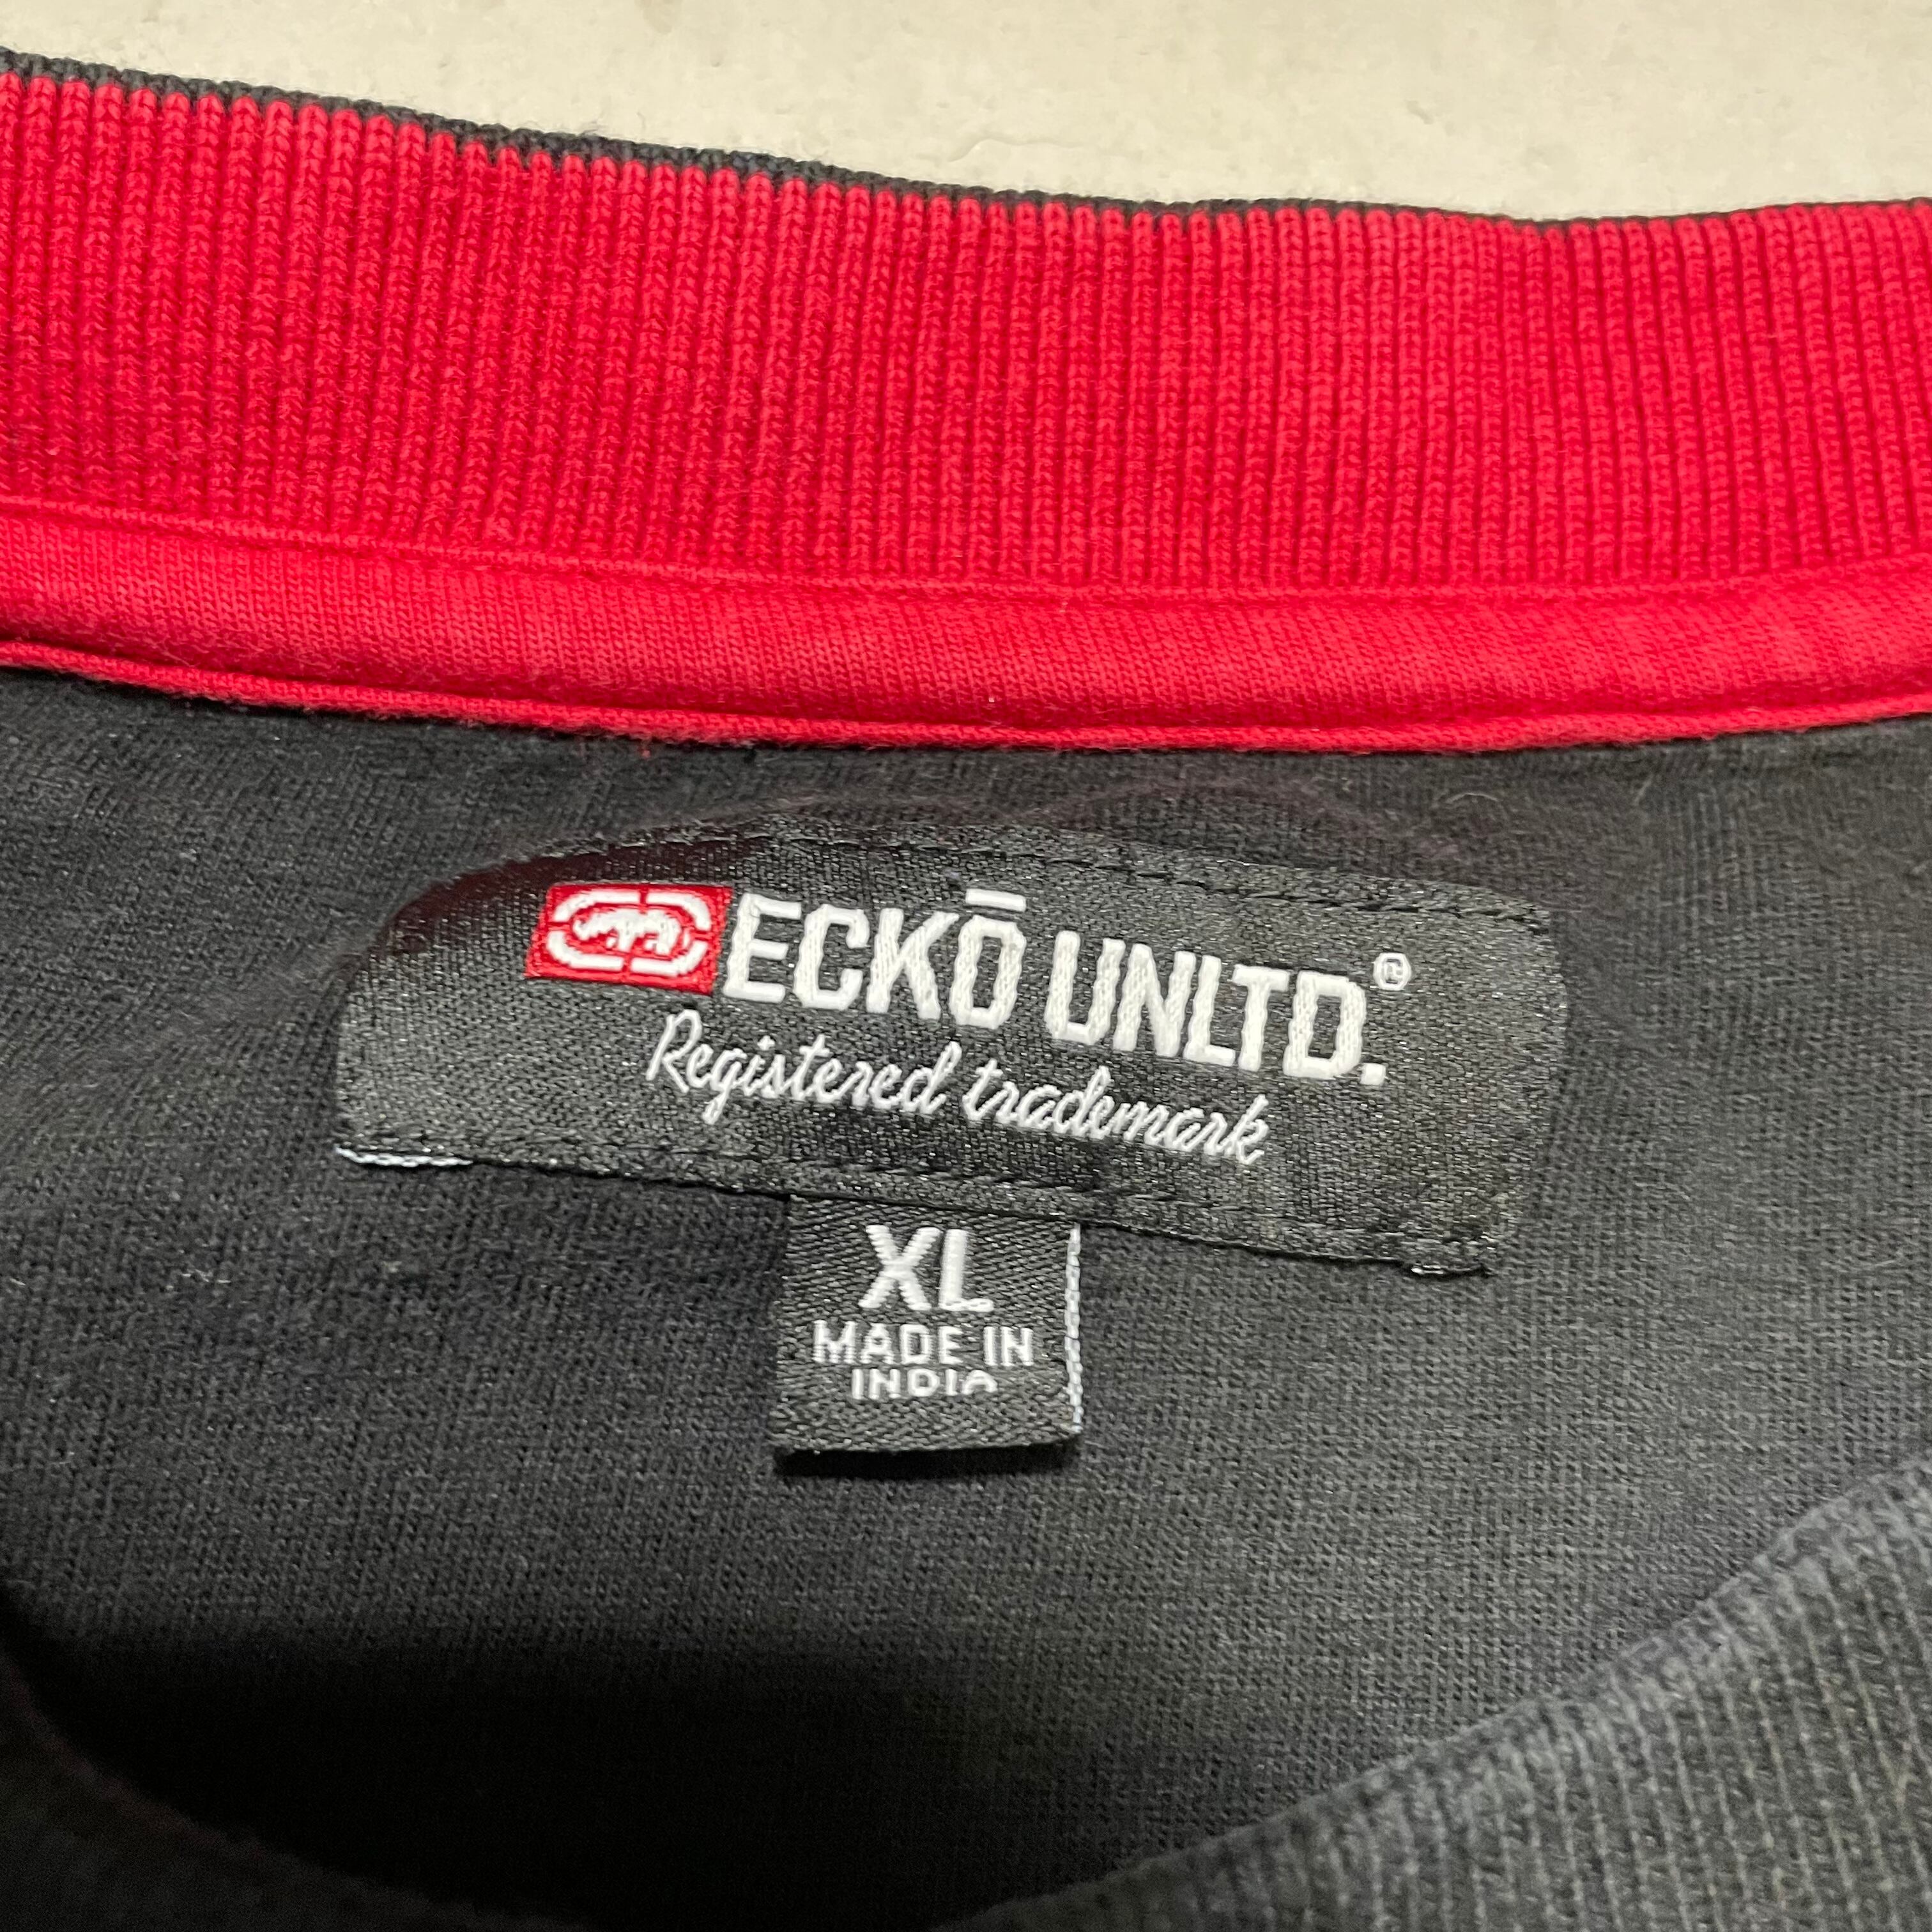 ECKŌ UNLTD.®
Registered trademark
XL
MADE IN
INDIA